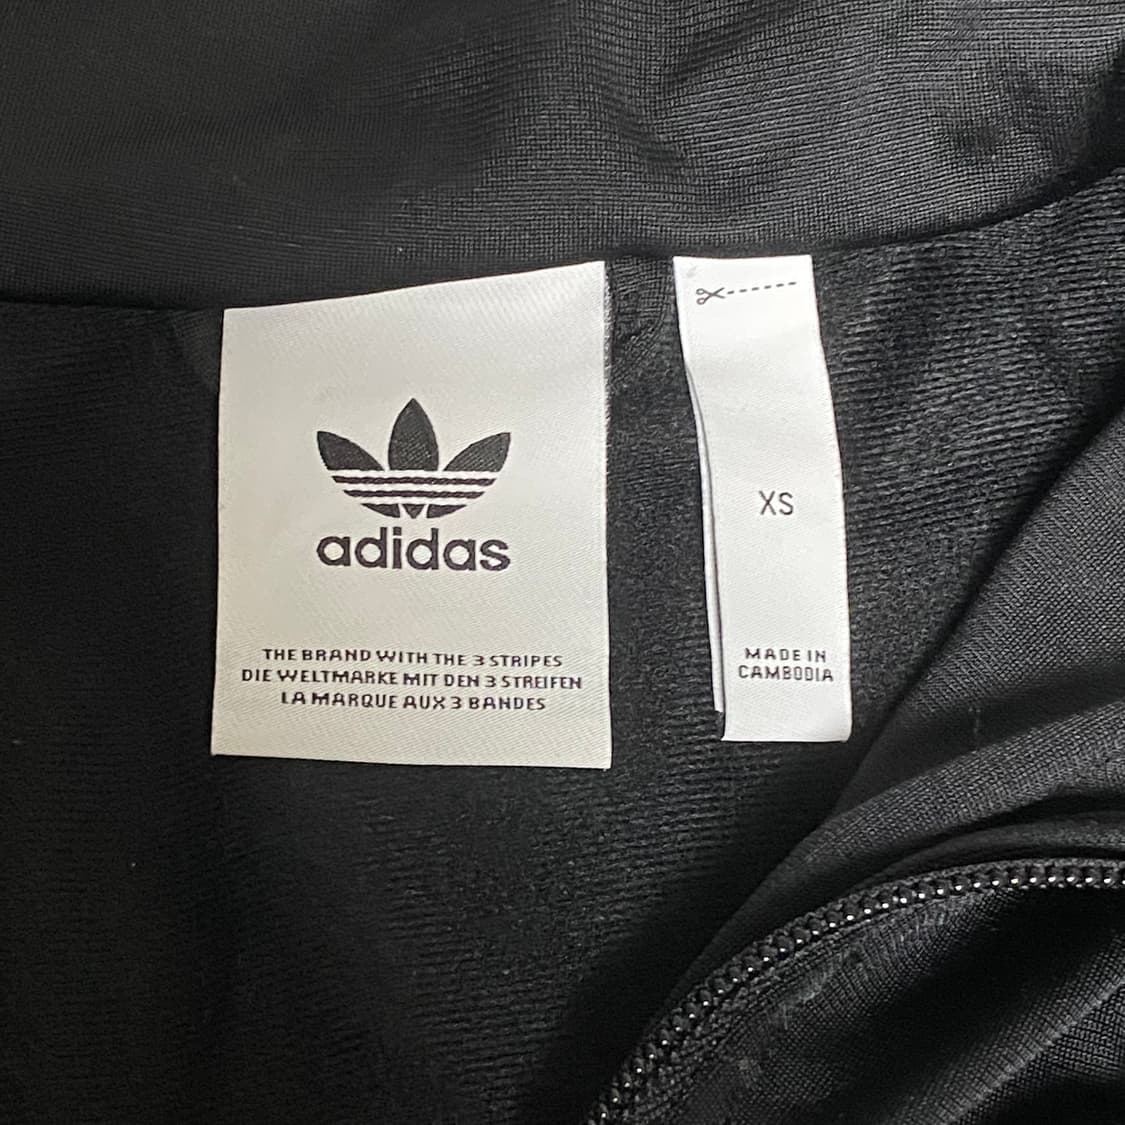 adidas
THE BRAND WITH THE 3 STRIPES
DIE WELTMARKE MIT DEN 3 STREIFEN
LA MARQUE AUX 3 BANDES
XS
MADE IN
CAMBODIA